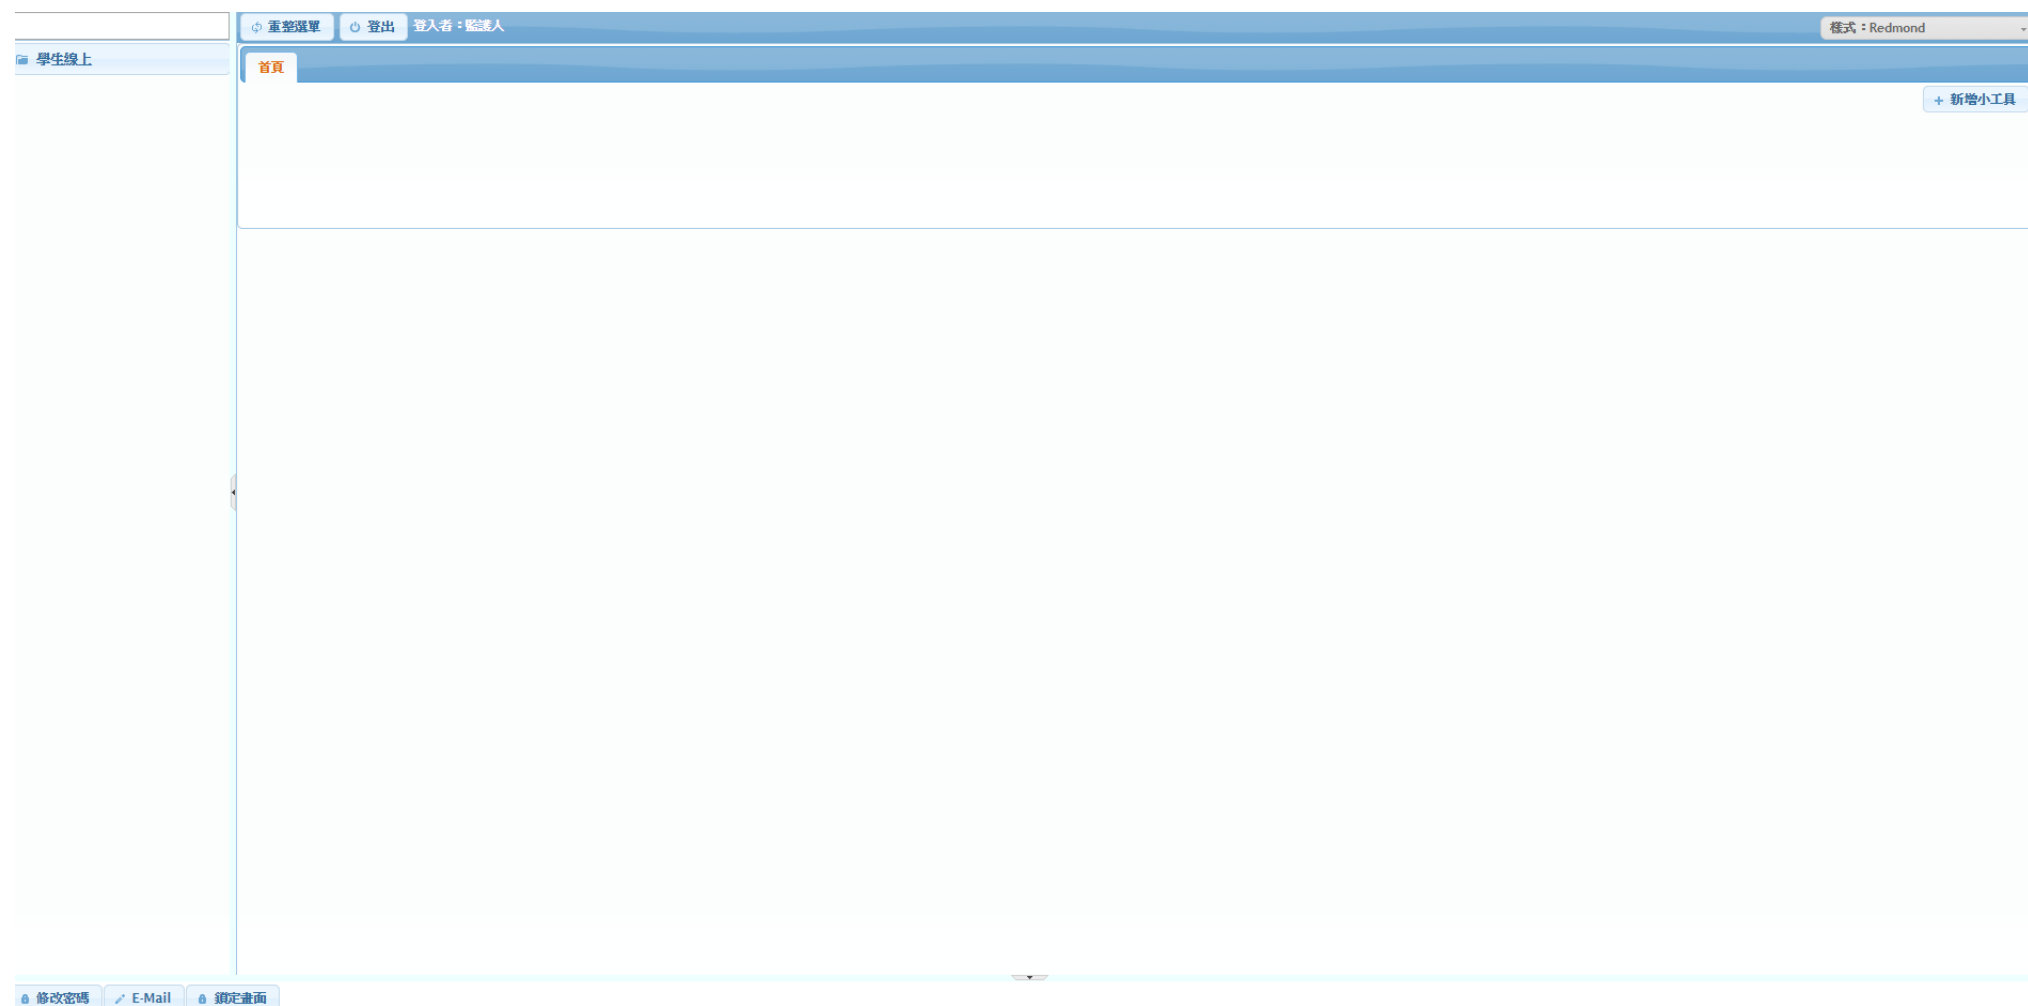 重整選單 登出 登入者：監護人 樣式：Redmond
學生線上
首頁
新增小工具
修改密碼 E-Mail 鎖定畫面